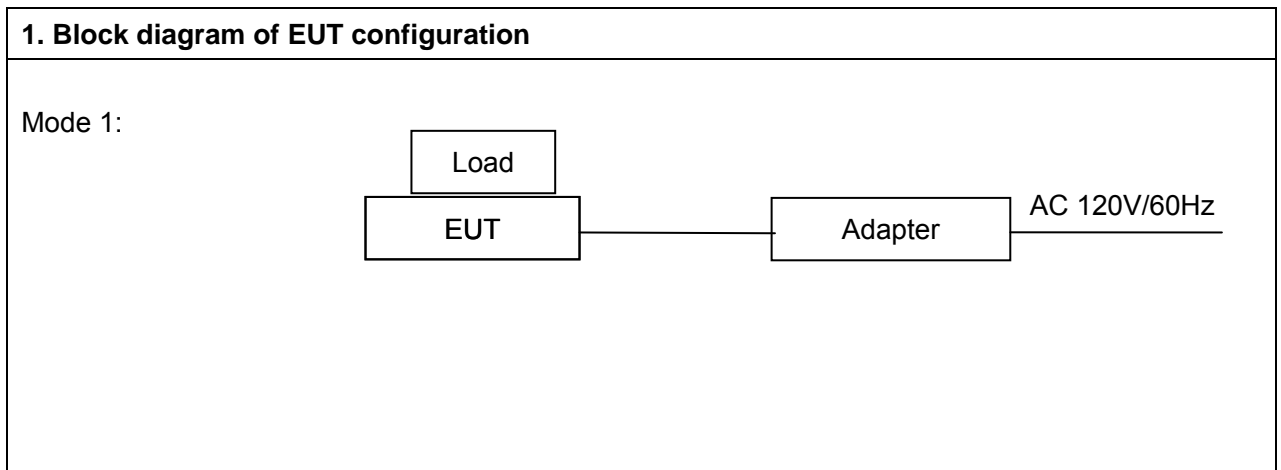 1. Block diagram of EUT configuration
Mode 1:
Load
EUT
Adapter
AC 120V/60Hz